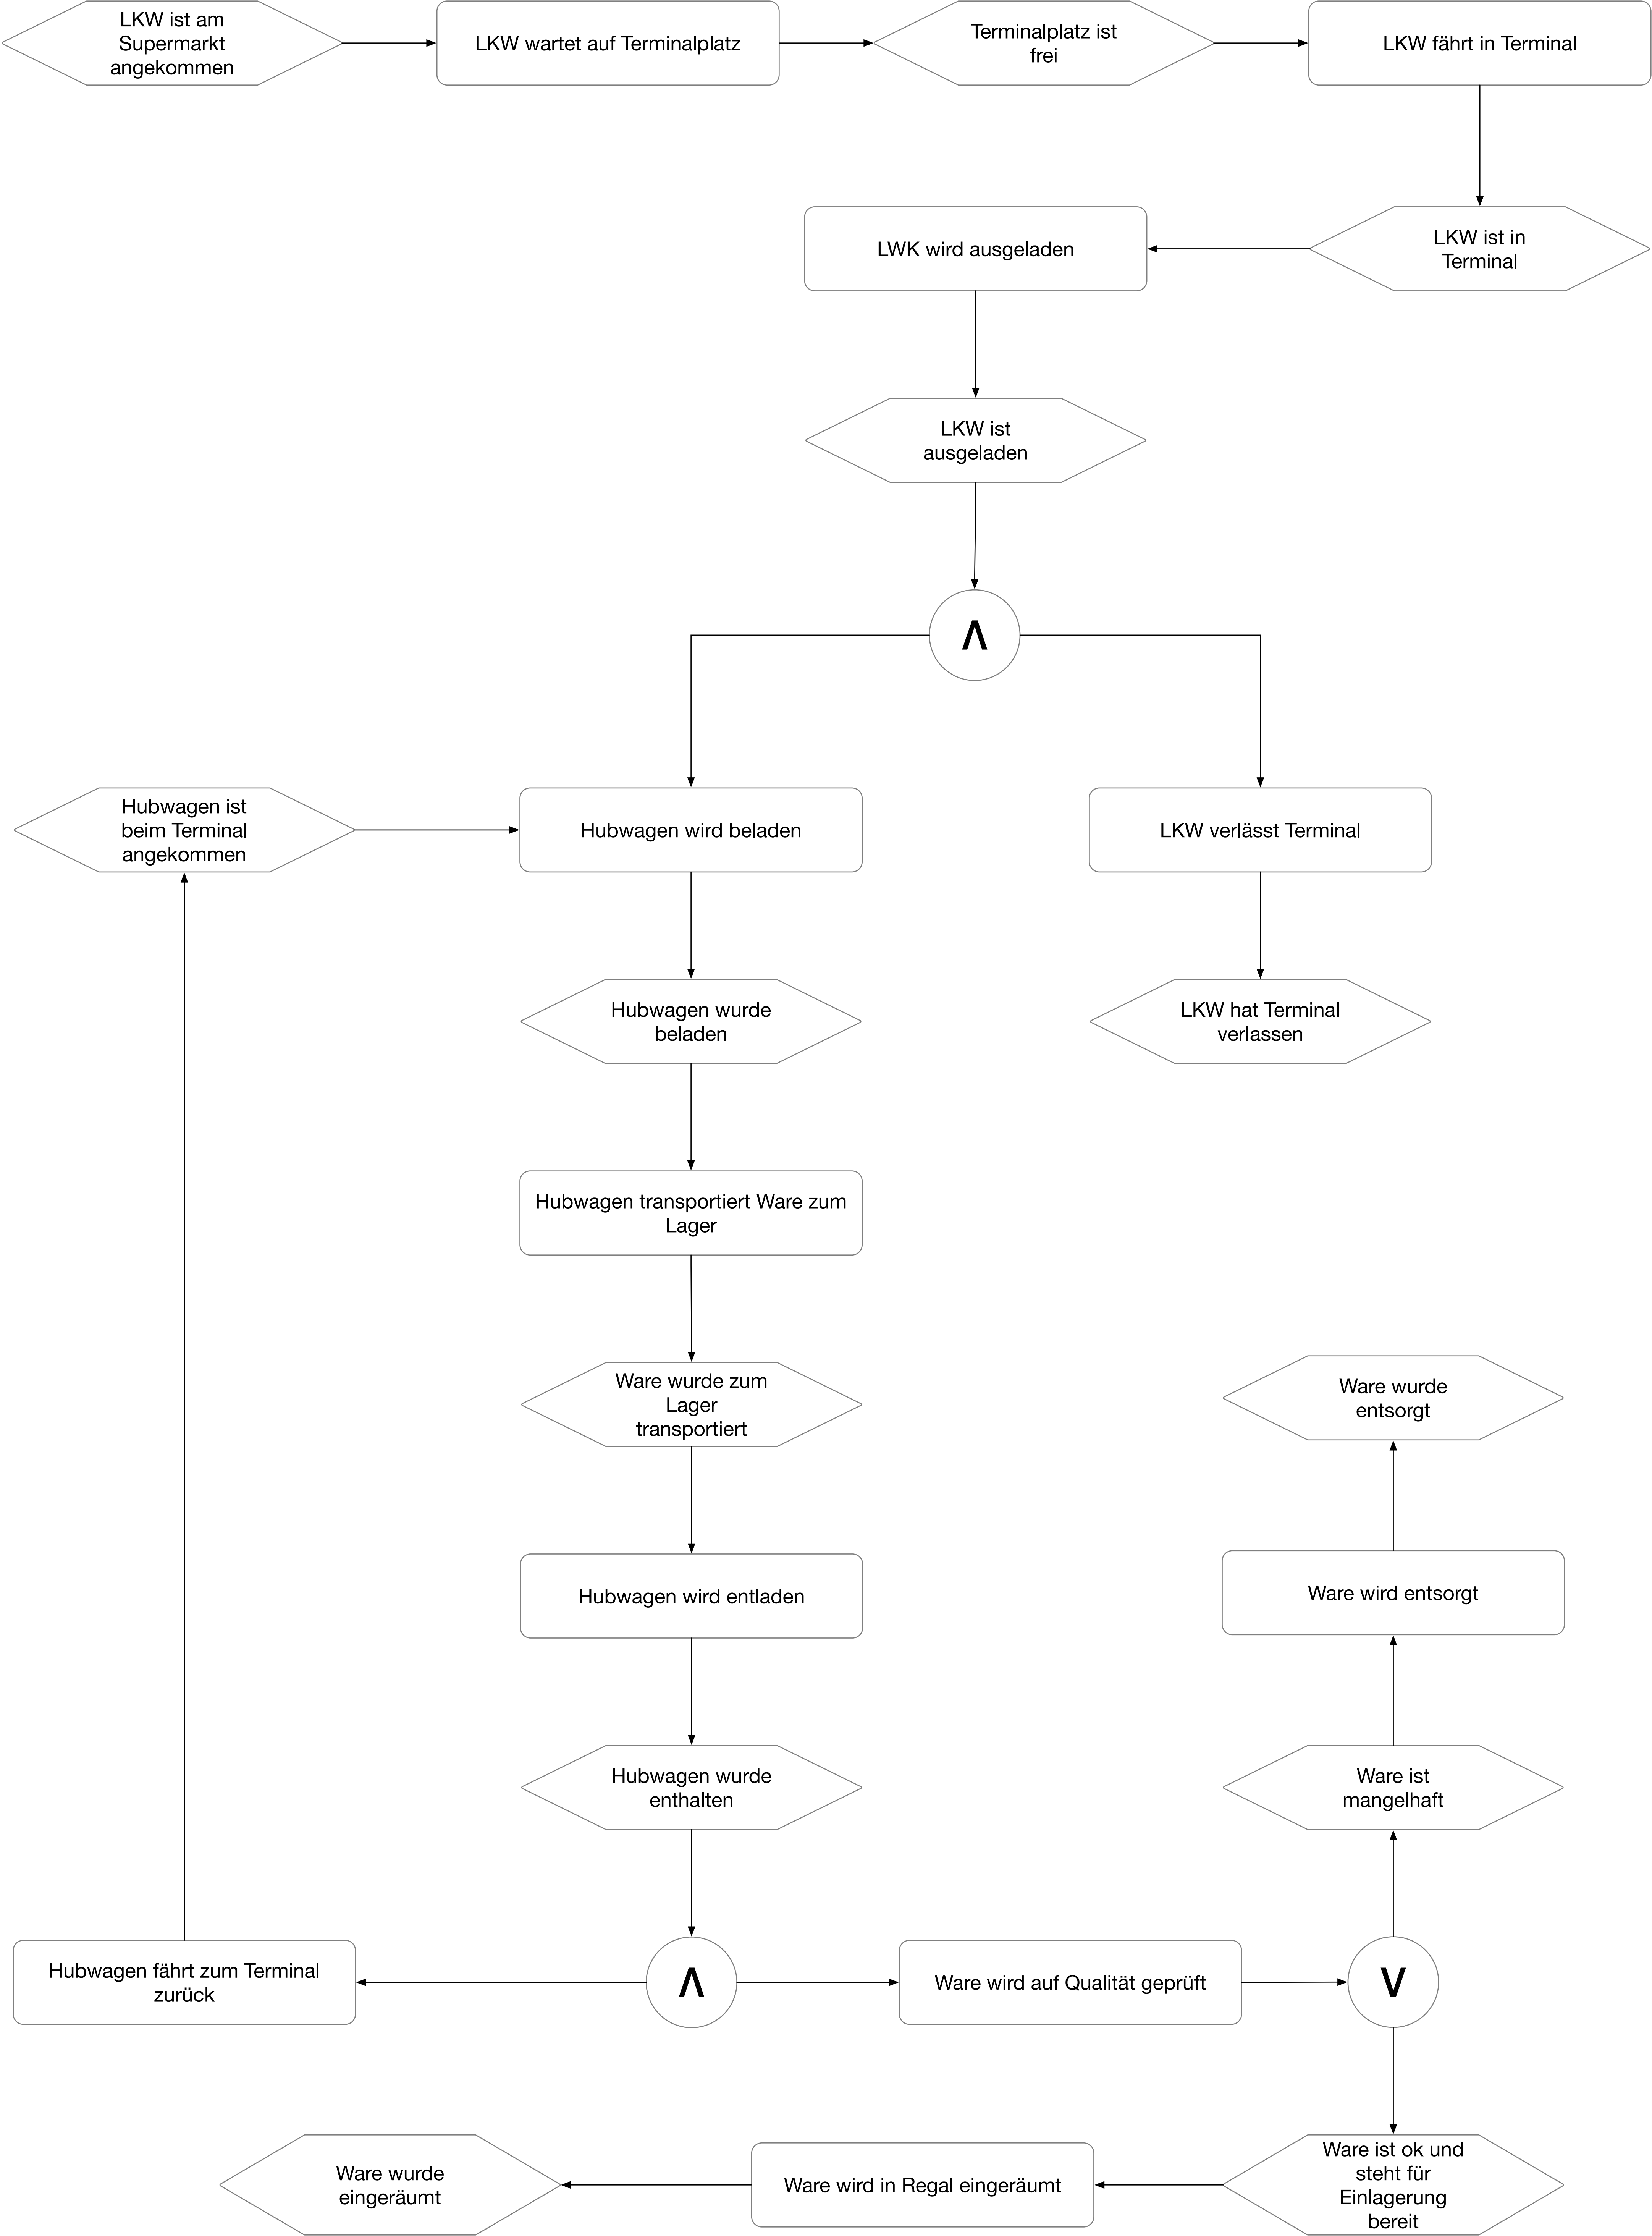 LKW ist am
Supermarkt
angekommen
LKW wartet auf Terminalplatz
Terminalplatz ist
frei
LKW fährt in Terminal
LWK wird ausgeladen
LKW ist in
Terminal
LKW ist
ausgeladen
∧
Hubwagen ist
beim Terminal
angekommen
Hubwagen wird beladen
LKW verlässt Terminal
Hubwagen wurde
beladen
LKW hat Terminal
verlassen
Hubwagen transportiert Ware zum
Lager
Ware wurde zum
Lager
transportiert
Ware wurde
entsorgt
Hubwagen wird entladen
Ware wird entsorgt
Hubwagen wurde
enthalten
Ware ist
mangelhaft
Hubwagen fährt zum Terminal
zurück
∧
Ware wird auf Qualität geprüft
∨
Ware wurde
eingeräumt
Ware wird in Regal eingeräumt
Ware ist ok und
steht für
Einlagerung
bereit